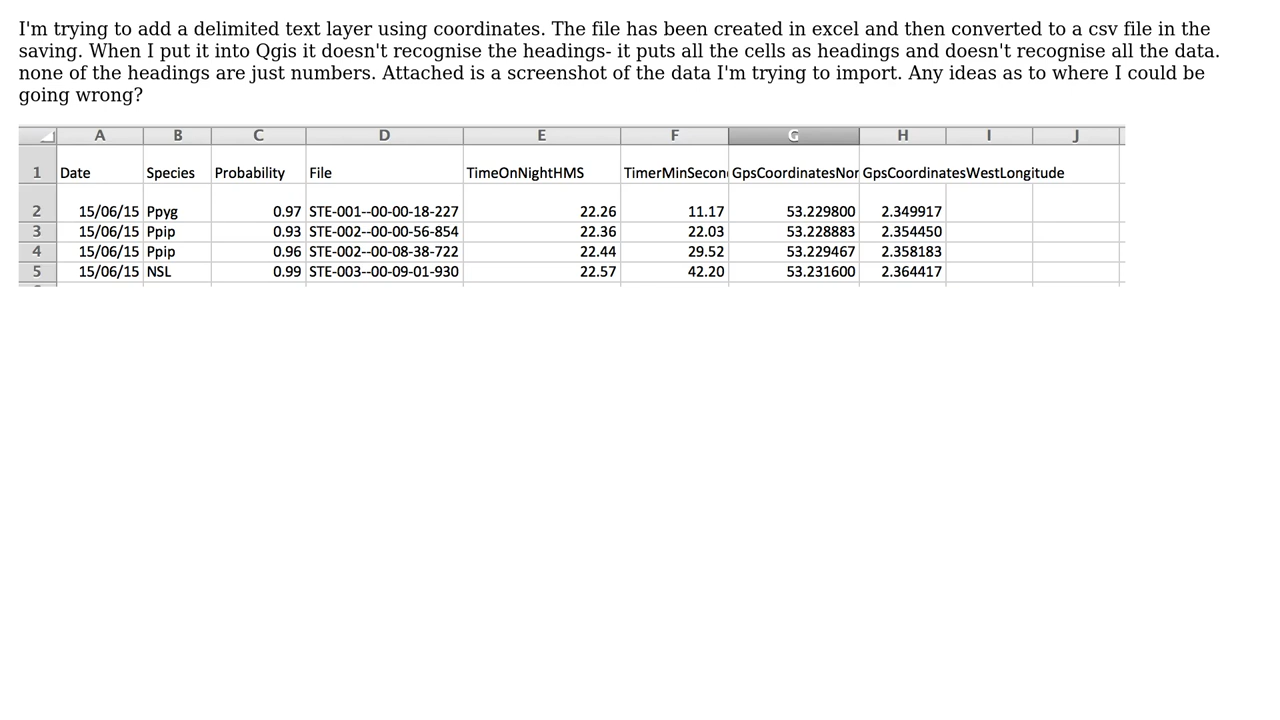 I'm trying to add a delimited text layer using coordinates. The file has been created in excel and then converted to a csv file in the
saving. When I put it into Qgis it doesn't recognise the headings- it puts all the cells as headings and doesn't recognise all the data.
none of the headings are just numbers. Attached is a screenshot of the data I'm trying to import. Any ideas as to where I could be
going wrong?
A B C D E F G H I J
1 Date Species Probability File TimeOnNightHMS TimerMinSecon GpsCoordinatesNor GpsCoordinatesWestLongitude
2 15/06/15 Ppyg 0.97 STE-001--00-00-18-227 22.26 11.17 53.229800 2.349917
3 15/06/15 Ppip 0.93 STE-002--00-00-56-854 22.36 22.03 53.228883 2.354450
4 15/06/15 Ppip 0.96 STE-002--00-08-38-722 22.44 29.52 53.229467 2.358183
5 15/06/15 NSL 0.99 STE-003--00-09-01-930 22.57 42.20 53.231600 2.364417